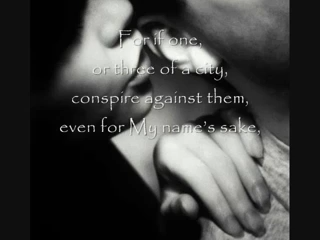 For if one,
or three of a city,
conspire against them,
even for My name's sake,